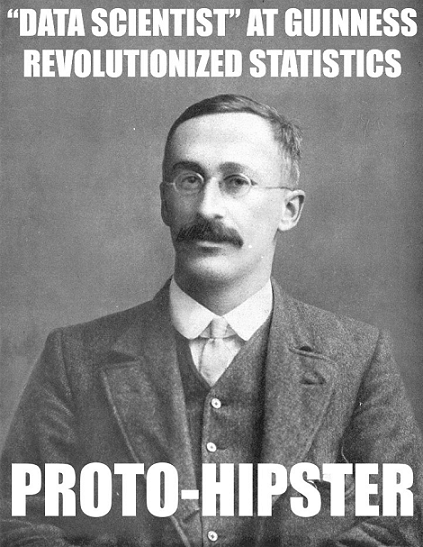 “DATA SCIENTIST” AT GUINNESS
REVOLUTIONIZED STATISTICS
PROTO-HIPSTER